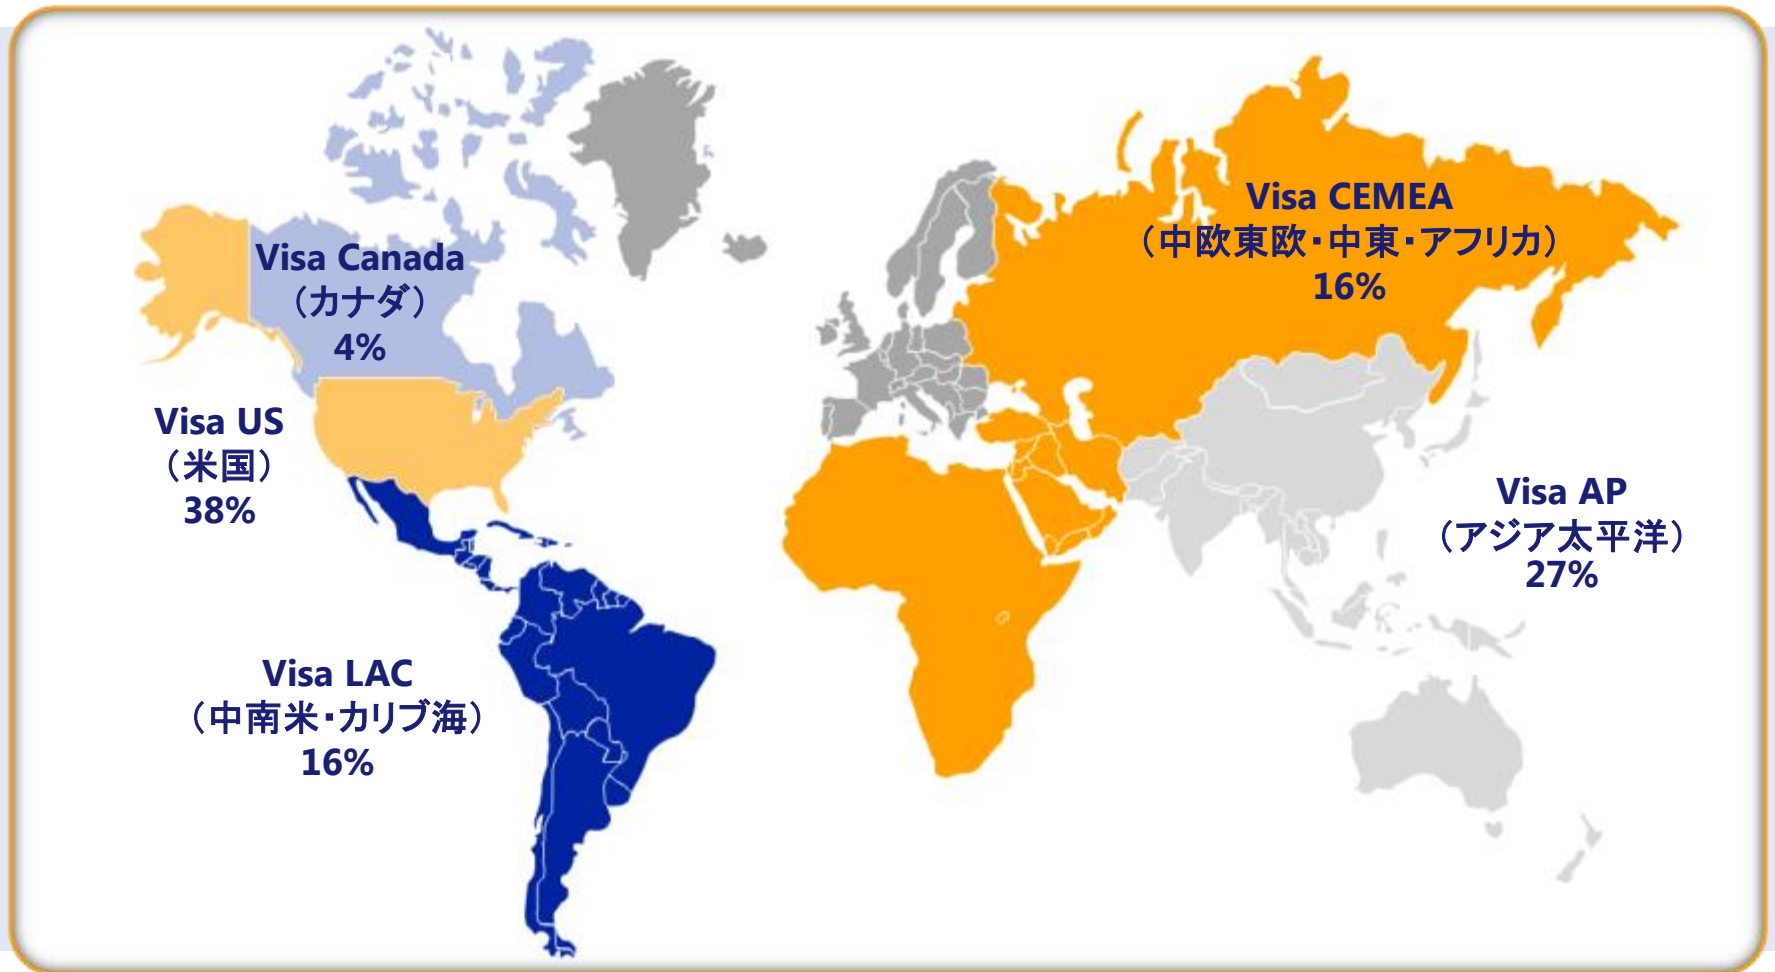 Visa CEMEA
（中欧東欧・中東・アフリカ）
16%
Visa Canada
（カナダ）
4%
Visa US
（米国）
38%
Visa AP
（アジア太平洋）
27%
Visa LAC
（中南米・カリブ海）
16%